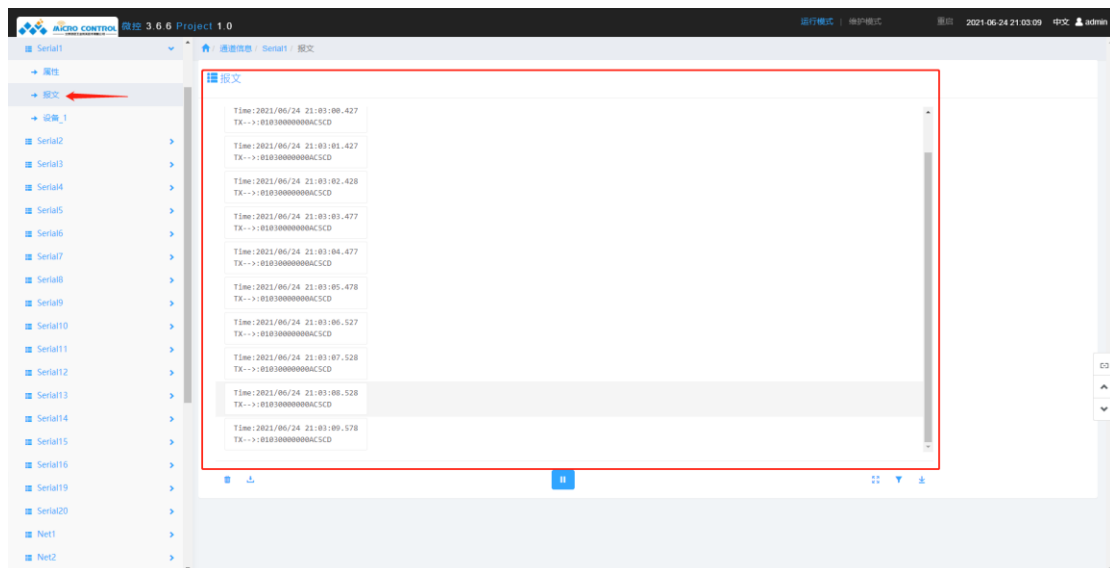 MICRO CONTROL 微控 3.6.6 Project 1.0
运行模式 | 维护模式 重启 2021-06-24 21:03:09 中文 admin
Serial1
属性
报文
设备_1
Serial2
Serial3
Serial4
Serial5
Serial6
Serial7
Serial8
Serial9
Serial10
Serial11
Serial12
Serial13
Serial14
Serial15
Serial16
Serial19
Serial20
Net1
Net2
/ 通道信息 / Serial1 / 报文
报文
Time:2021/06/24 21:03:00.427
TX-->:01030000000AC5CD
Time:2021/06/24 21:03:01.427
TX-->:01030000000AC5CD
Time:2021/06/24 21:03:02.428
TX-->:01030000000AC5CD
Time:2021/06/24 21:03:03.477
TX-->:01030000000AC5CD
Time:2021/06/24 21:03:04.477
TX-->:01030000000AC5CD
Time:2021/06/24 21:03:05.478
TX-->:01030000000AC5CD
Time:2021/06/24 21:03:06.527
TX-->:01030000000AC5CD
Time:2021/06/24 21:03:07.528
TX-->:01030000000AC5CD
Time:2021/06/24 21:03:08.528
TX-->:01030000000AC5CD
Time:2021/06/24 21:03:09.578
TX-->:01030000000AC5CD